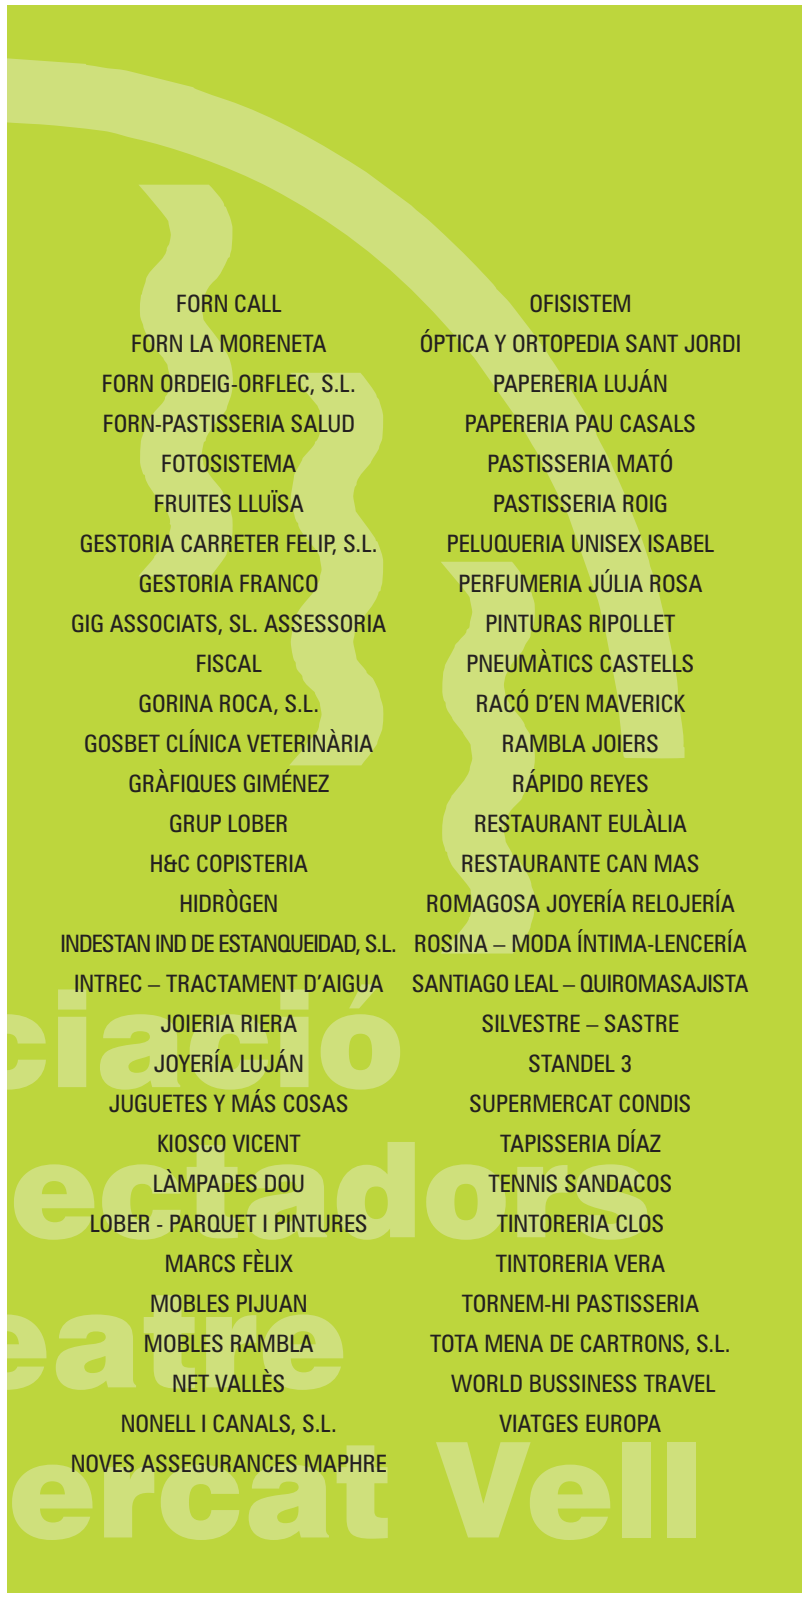 FORN CALL
FORN LA MORENETA
FORN ORDEIG-ORFLEC, S.L.
FORN-PASTISSERIA SALUD
FOTOSISTEMA
FRUITES LLUÏSA
GESTORIA CARRETER FELIP, S.L.
GESTORIA FRANCO
GIG ASSOCIATS, SL. ASSESSORIA
FISCAL
GORINA ROCA, S.L.
GOSBET CLÍNICA VETERINÀRIA
GRÀFIQUES GIMÉNEZ
GRUP LOBER
H&C COPISTERIA
HIDRÒGEN
INDESTAN IND DE ESTANQUEIDAD, S.L.
INTREC – TRACTAMENT D’AIGUA
JOIERIA RIERA
JOYERÍA LUJÁN
JUGUETES Y MÁS COSAS
KIOSCO VICENT
LÀMPADES DOU
LOBER - PARQUET I PINTURES
MARCS FÈLIX
MOBLES PIJUAN
MOBLES RAMBLA
NET VALLÈS
NONELL I CANALS, S.L.
NOVES ASSEGURANCES MAPHRE
OFISISTEM
ÓPTICA Y ORTOPEDIA SANT JORDI
PAPERERIA LUJÁN
PAPERERIA PAU CASALS
PASTISSERIA MATÓ
PASTISSERIA ROIG
PELUQUERIA UNISEX ISABEL
PERFUMERIA JÚLIA ROSA
PINTURAS RIPOLLET
PNEUMÀTICS CASTELLS
RACÓ D’EN MAVERICK
RAMBLA JOIERS
RÁPIDO REYES
RESTAURANT EULÀLIA
RESTAURANTE CAN MAS
ROMAGOSA JOYERÍA RELOJERÍA
ROSINA – MODA ÍNTIMA-LENCERÍA
SANTIAGO LEAL – QUIROMASAJISTA
SILVESTRE – SASTRE
STANDEL 3
SUPERMERCAT CONDIS
TAPISSERIA DÍAZ
TENNIS SANDACOS
TINTORERIA CLOS
TINTORERIA VERA
TORNEM-HI PASTISSERIA
TOTA MENA DE CARTRONS, S.L.
WORLD BUSSINESS TRAVEL
VIATGES EUROPA
ciació
ectadors
eatre
ercat Vell